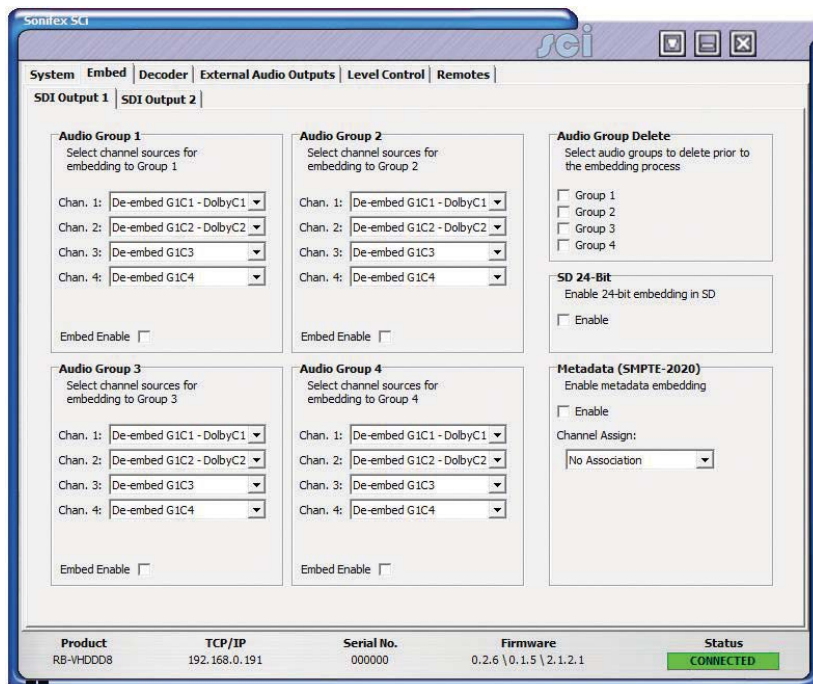 Sonifex SCi
sci
System Embed Decoder External Audio Outputs Level Control Remotes
SDI Output 1 SDI Output 2
Audio Group 1
Select channel sources for
embedding to Group 1
Chan. 1: De-embed G1C1 - DolbyC1
Chan. 2: De-embed G1C2 - DolbyC2
Chan. 3: De-embed G1C3
Chan. 4: De-embed G1C4
Embed Enable
Audio Group 2
Select channel sources for
embedding to Group 2
Chan. 1: De-embed G1C1 - DolbyC1
Chan. 2: De-embed G1C2 - DolbyC2
Chan. 3: De-embed G1C3
Chan. 4: De-embed G1C4
Embed Enable
Audio Group Delete
Select audio groups to delete prior to
the embedding process
Group 1
Group 2
Group 3
Group 4
SD 24-Bit
Enable 24-bit embedding in SD
Enable
Audio Group 3
Select channel sources for
embedding to Group 3
Chan. 1: De-embed G1C1 - DolbyC1
Chan. 2: De-embed G1C2 - DolbyC2
Chan. 3: De-embed G1C3
Chan. 4: De-embed G1C4
Embed Enable
Audio Group 4
Select channel sources for
embedding to Group 4
Chan. 1: De-embed G1C1 - DolbyC1
Chan. 2: De-embed G1C2 - DolbyC2
Chan. 3: De-embed G1C3
Chan. 4: De-embed G1C4
Embed Enable
Metadata (SMPTE-2020)
Enable metadata embedding
Enable
Channel Assign:
No Association
Product TCP/IP Serial No. Firmware Status
RB-VHDDD8 192.168.0.191 000000 0.2.6 \ 0.1.5 \ 2.1.2.1 CONNECTED